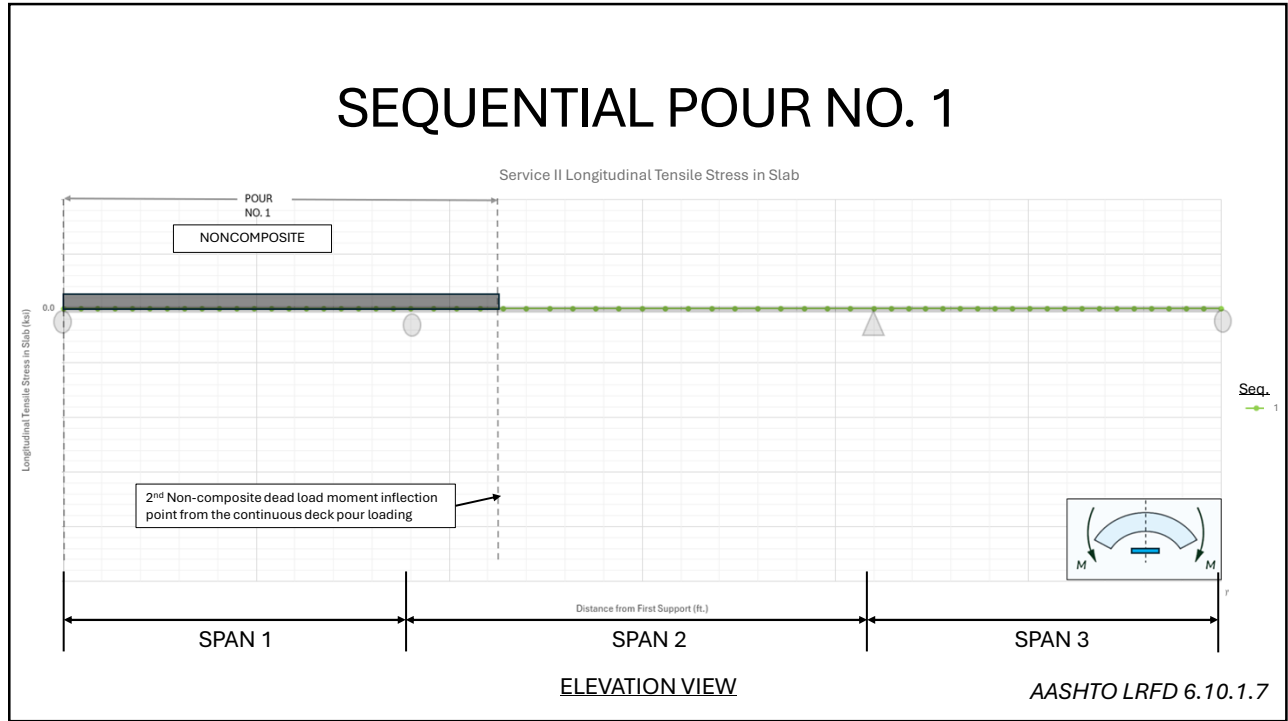 SEQUENTIAL POUR NO. 1
Service II Longitudinal Tensile Stress in Slab
POUR
NO. 1
NONCOMPOSITE
0.0
Longitudinal Tensile Stress in Slab (ksi)
Seq.
1
2nd Non-composite dead load moment inflection
point from the continuous deck pour loading
M M
Distance from First Support (ft.)
SPAN 1 SPAN 2 SPAN 3
ELEVATION VIEW
AASHTO LRFD 6.10.1.7